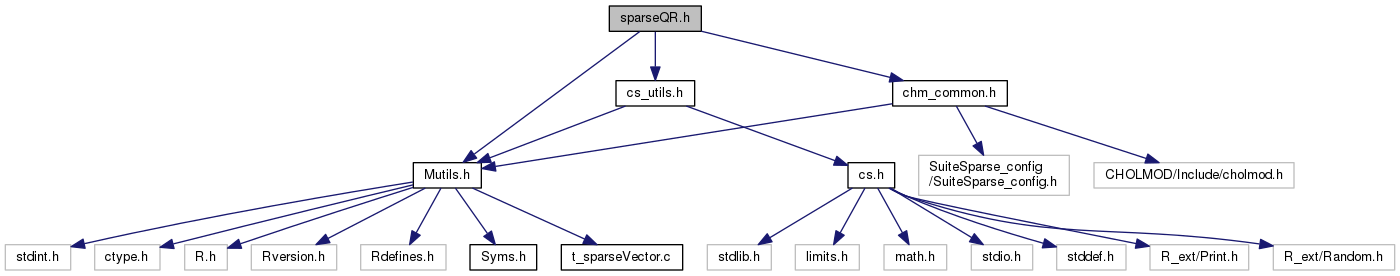 sparseQR.h
cs_utils.h
chm_common.h
Mutils.h
cs.h
SuiteSparse_config
/SuiteSparse_config.h
CHOLMOD/Include/cholmod.h
stdint.h
ctype.h
R.h
Rversion.h
Rdefines.h
Syms.h
t_sparseVector.c
stdlib.h
limits.h
math.h
stdio.h
stddef.h
R_ext/Print.h
R_ext/Random.h